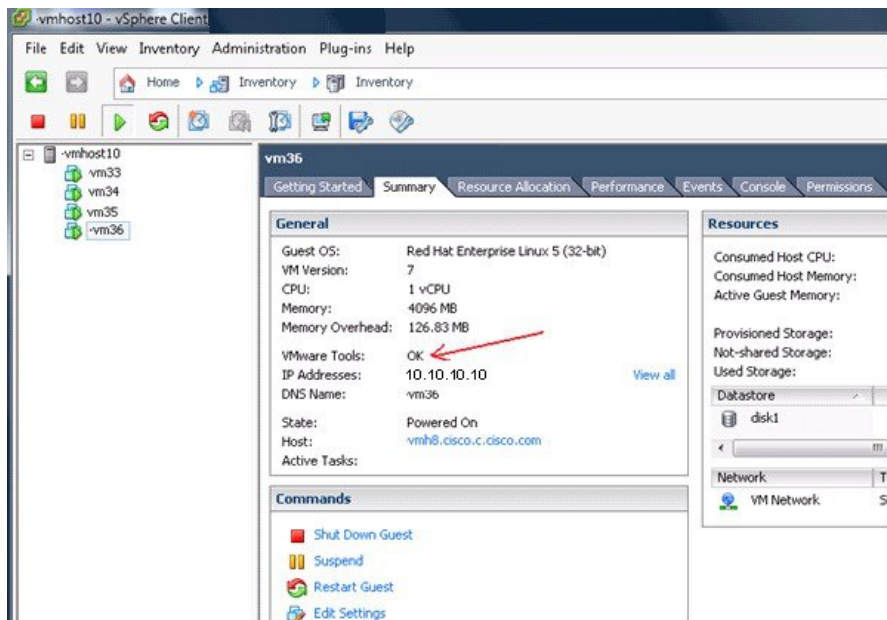 -vmhost10 - vSphere Client
File Edit View Inventory Administration Plug-ins Help
Home Inventory Inventory
-vmhost10
vm33
vm34
vm35
-vm36
vm36
Getting Started Summary Resource Allocation Performance Events Console Permissions
General
Guest OS: Red Hat Enterprise Linux 5 (32-bit)
VM Version: 7
CPU: 1 vCPU
Memory: 4096 MB
Memory Overhead: 126.83 MB
VMware Tools: OK
IP Addresses: 10.10.10.10 View all
DNS Name: -vm36
State: Powered On
Host: vmh8.cisco.c.cisco.com
Active Tasks:
Commands
Shut Down Guest
Suspend
Restart Guest
Edit Settings
Resources
Consumed Host CPU:
Consumed Host Memory:
Active Guest Memory:
Provisioned Storage:
Not-shared Storage:
Used Storage:
Datastore
disk1
Network T
VM Network S